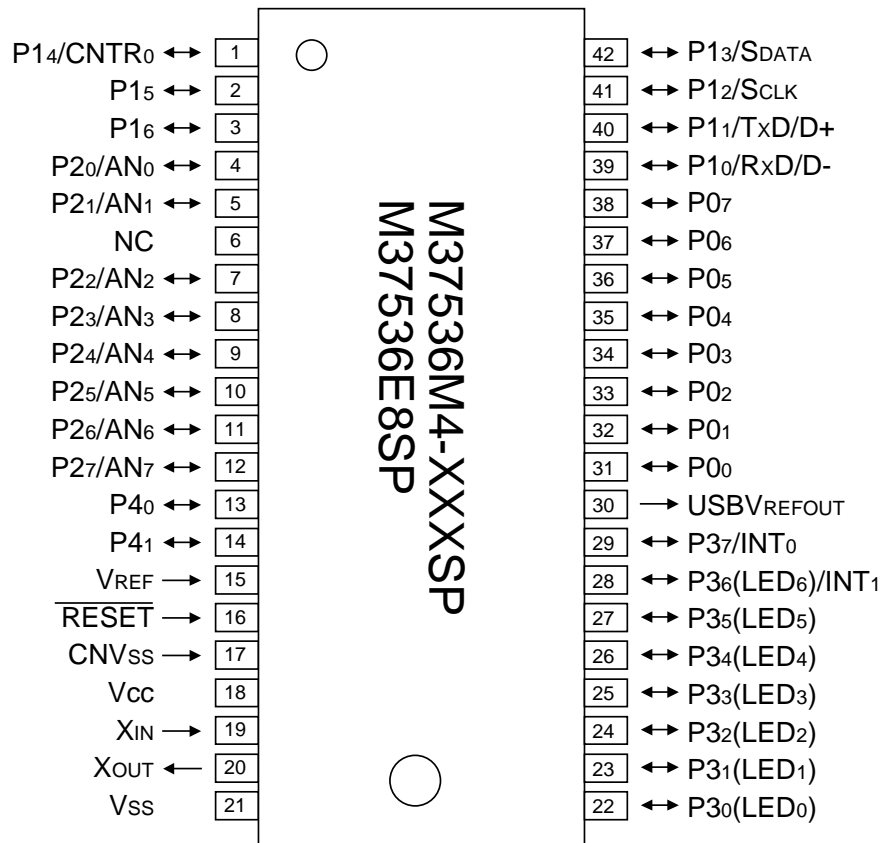 P14/CNTR0 ↔ 1
P15 ↔ 2
P16 ↔ 3
P20/AN0 ↔ 4
P21/AN1 ↔ 5
NC 6
P22/AN2 ↔ 7
P23/AN3 ↔ 8
P24/AN4 ↔ 9
P25/AN5 ↔ 10
P26/AN6 ↔ 11
P27/AN7 ↔ 12
P40 ↔ 13
P41 ↔ 14
VREF → 15
RESET → 16
CNVSS → 17
Vcc 18
XIN → 19
XOUT ← 20
VSS 21
M37536M4-XXXSP
M37536E8SP
42 ↔ P13/SDATA
41 ↔ P12/SCLK
40 ↔ P11/TXD/D+
39 ↔ P10/RXD/D-
38 ↔ P07
37 ↔ P06
36 ↔ P05
35 ↔ P04
34 ↔ P03
33 ↔ P02
32 ↔ P01
31 ↔ P00
30 → USBVREFOUT
29 ↔ P37/INT0
28 ↔ P36(LED6)/INT1
27 ↔ P35(LED5)
26 ↔ P34(LED4)
25 ↔ P33(LED3)
24 ↔ P32(LED2)
23 ↔ P31(LED1)
22 ↔ P30(LED0)